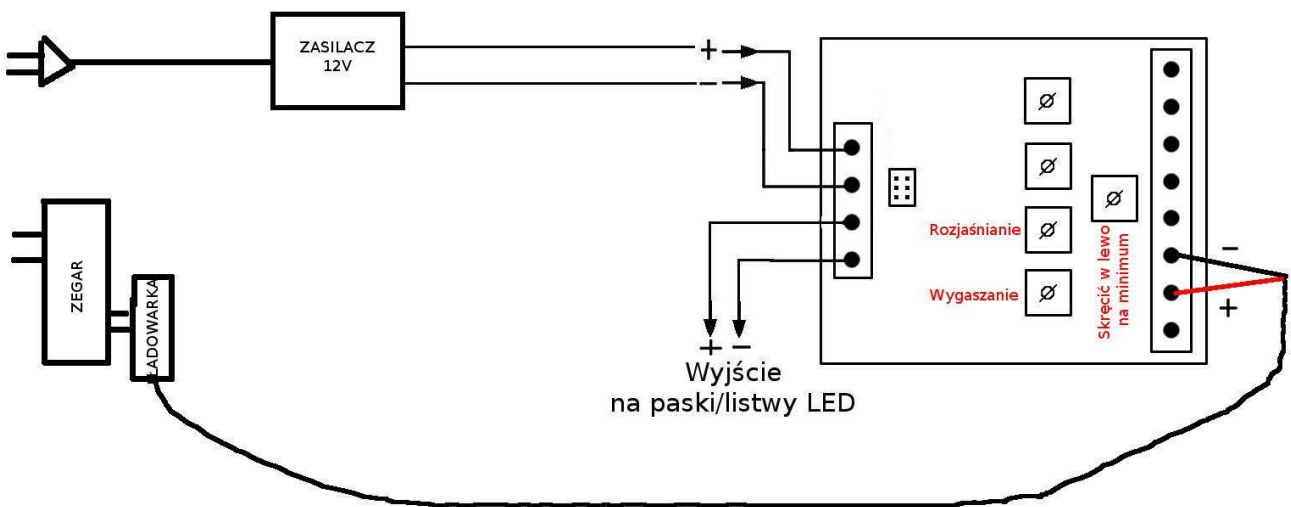 ZASILACZ
12V
+
−
ZEGAR
ŁADOWARKA
Rozjaśnianie
Wygaszanie
Skręcić w lewo
na minimum
−
+
+ −
Wyjście
na paski/listwy LED